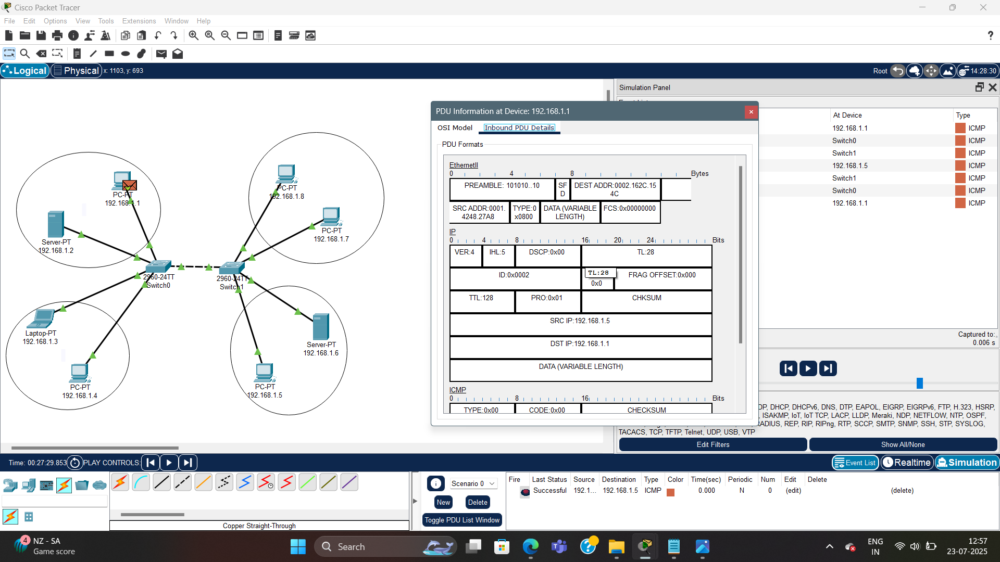 Cisco Packet Tracer
File Edit Options View Tools Extensions Window Help
?
Logical Physical x: 1103, y: 693
Root 14:28:30
Simulation Panel
At Device Type
192.168.1.1 ICMP
Switch0 ICMP
Switch1 ICMP
192.168.1.5 ICMP
Switch1 ICMP
Switch0 ICMP
192.168.1.1 ICMP
Captured to:
0.006 s
PDU Information at Device: 192.168.1.1
OSI Model Inbound PDU Details
PDU Formats
EthernetII
0 4 8 Bytes
PREAMBLE: 101010..10
SF
D
DEST ADDR:0002.162C.15
4C
SRC ADDR:0001.
4248.27A8
TYPE:0
x0800
DATA (VARIABLE
LENGTH)
FCS:0x00000000
IP
0 4 8 16 20 24 Bits
VER:4 IHL:5 DSCP:0x00 TL:28
ID:0x0002 TL:28 0x0 FRAG OFFSET:0x000
TTL:128 PRO:0x01 CHKSUM
SRC IP:192.168.1.5
DST IP:192.168.1.1
DATA (VARIABLE LENGTH)
ICMP
0 8 16 Bits
TYPE:0x00 CODE:0x00 CHECKSUM
PC-PT
192.168.1.1
Server-PT
192.168.1.2
PC-PT
192.168.1.8
PC-PT
192.168.1.7
2960-24TT
Switch0
2960-24TT
Switch1
Laptop-PT
192.168.1.3
PC-PT
192.168.1.4
Server-PT
192.168.1.6
PC-PT
192.168.1.5
DP, DHCP, DHCPv6, DNS, DTP, EAPOL, EIGRP, EIGRPv6, FTP, H.323, HSRP,
ISAKMP, IoT, IoT TCP, LACP, LLDP, Meraki, NDP, NETFLOW, NTP, OSPF,
RADIUS, REP, RIP, RIPng, RTP, SCCP, SMTP, SNMP, SSH, STP, SYSLOG,
TACACS, TCP, TFTP, Telnet, UDP, USB, VTP
Edit Filters Show All/None
Time: 00:27:29.853 PLAY CONTROLS:
Event List Realtime Simulation
Scenario 0
New Delete
Toggle PDU List Window
Fire Last Status Source Destination Type Color Time(sec) Periodic Num Edit Delete
Successful 192.1... 192.168.1.5 ICMP 0.000 N 0 (edit) (delete)
Copper Straight-Through
4
NZ - SA
Game score
Search
ENG
IN
12:57
23-07-2025